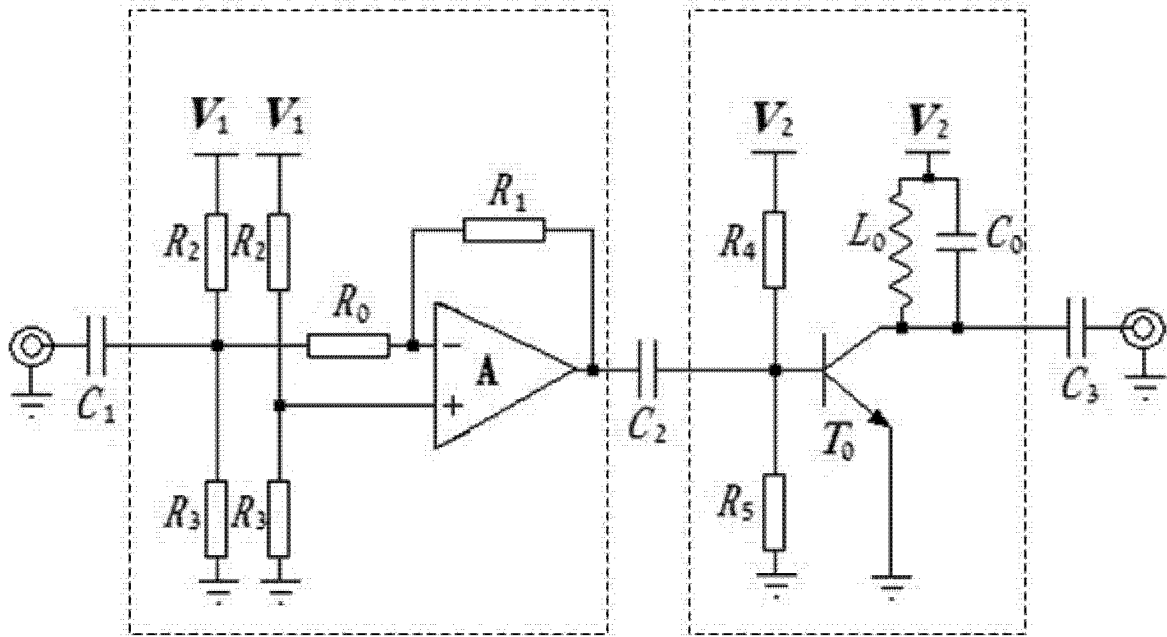 V₁ V₁
V₂
V₂
R₁
R₂ R₂
R₄
L₀ C₀
R₀
−
A
+
C₁
C₂
T₀
C₃
R₃ R₃
R₅